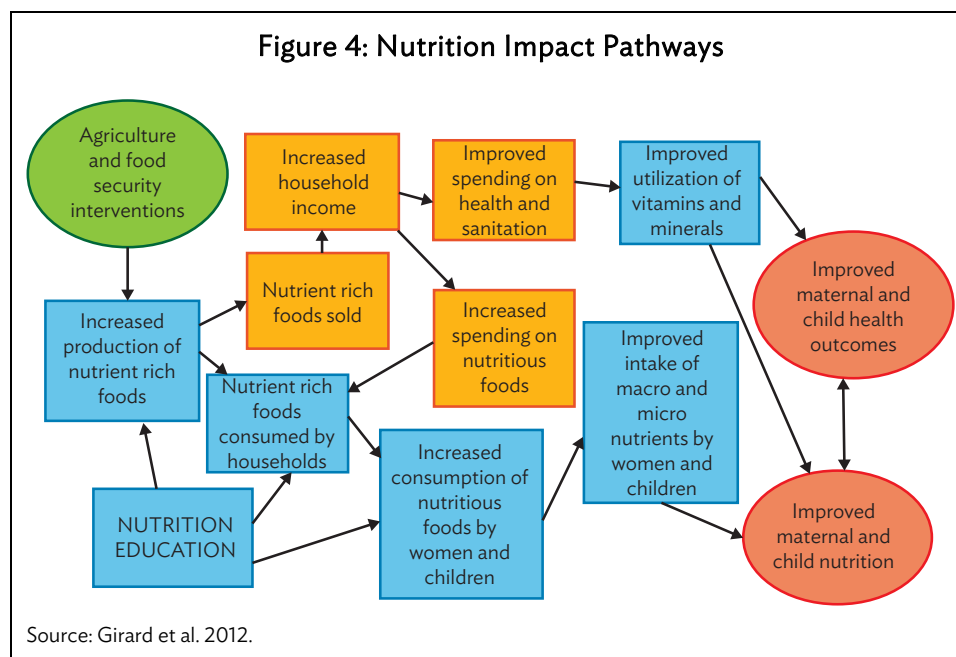 Figure 4: Nutrition Impact Pathways
Agriculture
and food
security
interventions
Increased
household
income
Improved
spending on
health and
sanitation
Improved
utilization of
vitamins and
minerals
Improved
maternal and
child health
outcomes
Nutrient rich
foods sold
Increased
production of
nutrient rich
foods
Increased
spending on
nutritious
foods
Improved
intake of
macro and
micro
nutrients by
women and
children
Nutrient rich
foods
consumed by
households
Increased
consumption of
nutritious
foods by
women and
children
NUTRITION
EDUCATION
Improved
maternal and
child nutrition
Source: Girard et al. 2012.